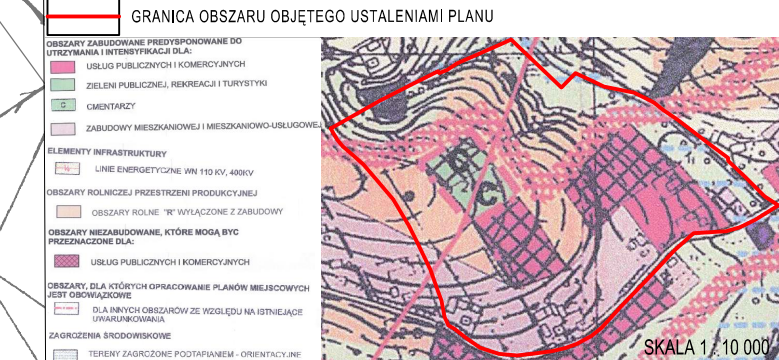 GRANICA OBSZARU OBJĘTEGO USTALENIAMI PLANU
OBSZARY ZABUDOWANE PREDYSPONOWANE DO
UTRZYMANIA I INTENSYFIKACJI DLA:
USŁUG PUBLICZNYCH I KOMERCYJNYCH
ZIELENI PUBLICZNEJ, REKREACJI I TURYSTYKI
C
CMENTARZY
ZABUDOWY MIESZKANIOWEJ I MIESZKANIOWO-USŁUGOWEJ
ELEMENTY INFRASTRUKTURY
LINIE ENERGETYCZNE WN 110 KV, 400KV
OBSZARY ROLNICZEJ PRZESTRZENI PRODUKCYJNEJ
OBSZARY ROLNE "R" WYŁĄCZONE Z ZABUDOWY
OBSZARY NIEZABUDOWANE, KTÓRE MOGĄ BYĆ
PRZEZNACZONE DLA:
USŁUG PUBLICZNYCH I KOMERCYJNYCH
OBSZARY, DLA KTÓRYCH OPRACOWANIE PLANÓW MIEJSCOWYCH
JEST OBOWIĄZKOWE
DLA INNYCH OBSZARÓW ZE WZGLĘDU NA ISTNIEJĄCE
UWARUNKOWANIA
ZAGROŻENIA ŚRODOWISKOWE
TERENY ZAGROŻONE PODTAPIANIEM - ORIENTACYJNE
C
C
SKALA 1 : 10 000